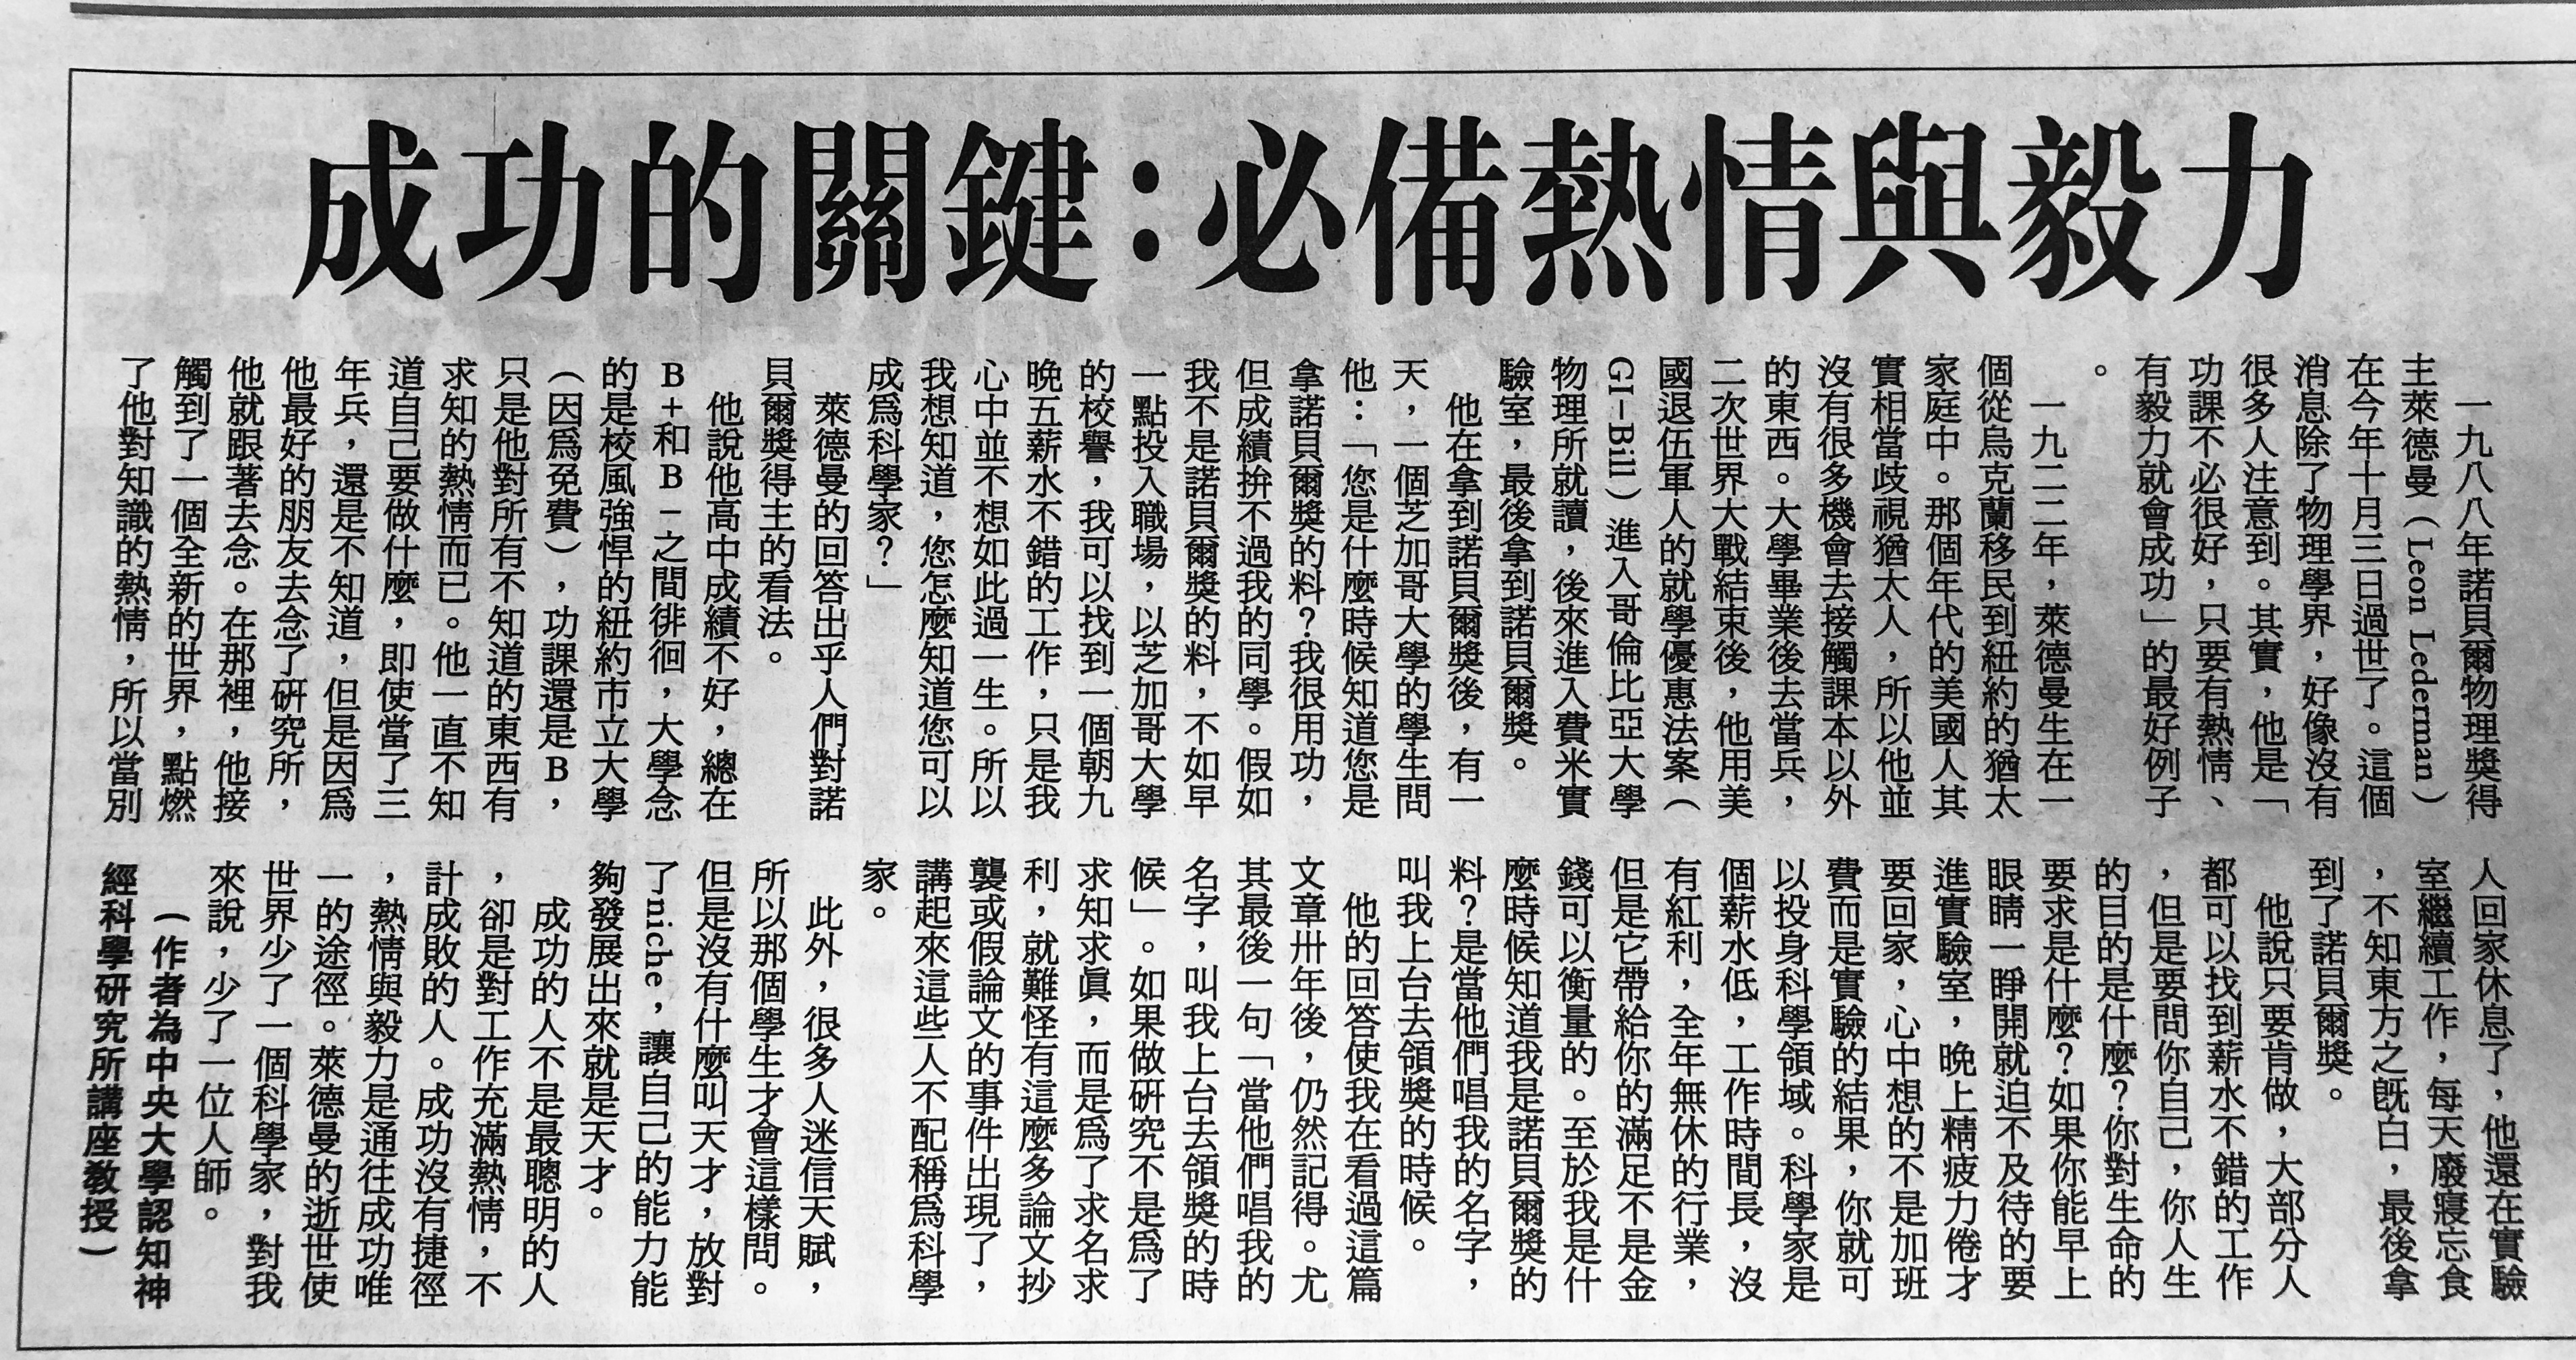 成功的關鍵：必備熱情與毅力
一九八八年諾貝爾物理獎得
主萊德曼（Leon Lederman）
在今年十月三日過世了。這個
消息除了物理學界，好像沒有
很多人注意到。其實，他是「
功課不必很好，只要有熱情、
有毅力就會成功」的最好例子
。
一九二二年，萊德曼生在一
個從烏克蘭移民到紐約的猶太
家庭中。那個年代的美國人其
實相當歧視猶太人，所以他並
沒有很多機會去接觸課本以外
的東西。大學畢業後去當兵，
二次世界大戰結束後，他用美
國退伍軍人的就學優惠法案（
GI-Bill）進入哥倫比亞大學
物理所就讀，後來進入費米實
驗室，最後拿到諾貝爾獎。
他在拿到諾貝爾獎後，有一
天，一個芝加哥大學的學生問
他：「您是什麼時候知道您是
拿諾貝爾獎的料？我很用功，
但成績拚不過我的同學。假如
我不是諾貝爾獎的料，不如早
一點投入職場，以芝加哥大學
的校譽，我可以找到一個朝九
晚五薪水不錯的工作，只是我
心中並不想如此過一生。所以
我想知道，您怎麼知道您可以
成爲科學家？」
萊德曼的回答出乎人們對諾
貝爾獎得主的看法。
他說他高中成績不好，總在
B+和B-之間徘徊，大學念
的是校風強悍的紐約市立大學
（因爲免費），功課還是B，
只是他對所有不知道的東西有
求知的熱情而已。他一直不知
道自己要做什麼，即使當了三
年兵，還是不知道，但是因爲
他最好的朋友去念了研究所，
他就跟著去念。在那裡，他接
觸到了一個全新的世界，點燃
了他對知識的熱情，所以當別
人回家休息了，他還在實驗
室繼續工作，每天廢寢忘食
，不知東方之既白，最後拿
到了諾貝爾獎。
他說只要肯做，大部分人
都可以找到薪水不錯的工作
，但是要問你自己，你人生
的目的是什麼？你對生命的
要求是什麼？如果你能早上
眼睛一睜開就迫不及待的要
進實驗室，晚上精疲力倦才
要回家，心中想的不是加班
費而是實驗的結果，你就可
以投身科學領域。科學家是
個薪水低，工作時間長，沒
有紅利，全年無休的行業，
但是它帶給你的滿足不是金
錢可以衡量的。至於我是什
麼時候知道我是諾貝爾獎的
料？是當他們唱我的名字，
叫我上台去領獎的時候。
他的回答使我在看過這篇
文章卅年後，仍然記得。尤
其最後一句「當他們唱我的
名字，叫我上台去領獎的時
候」。如果做研究不是爲了
求知求眞，而是爲了求名求
利，就難怪有這麼多論文抄
襲或假論文的事件出現了，
講起來這些人不配稱爲科學
家。
此外，很多人迷信天賦，
所以那個學生才會這樣問。
但是沒有什麼叫天才，放對
了niche，讓自己的能力能
夠發展出來就是天才。
成功的人不是最聰明的人
，卻是對工作充滿熱情，不
計成敗的人。成功沒有捷徑
，熱情與毅力是通往成功唯
一的途徑。萊德曼的逝世使
世界少了一個科學家，對我
來說，少了一位人師。
（作者為中央大學認知神
經科學研究所講座教授）